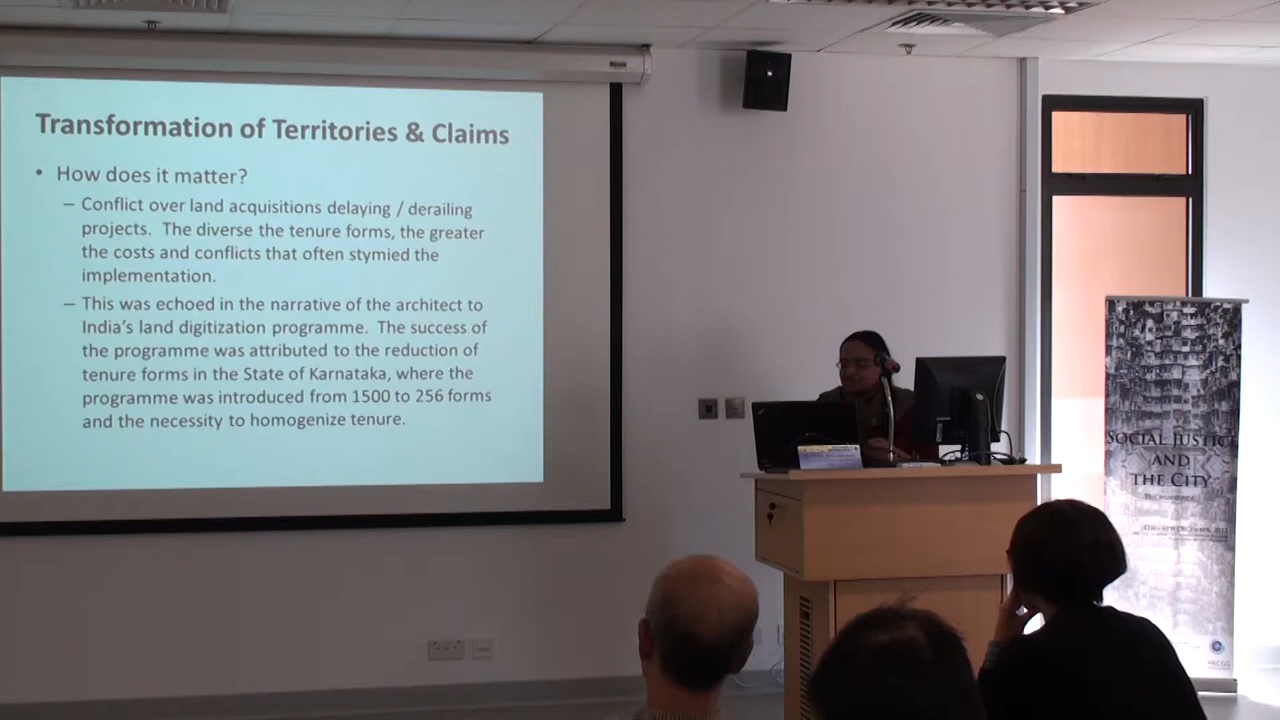 Transformation of Territories & Claims
• How does it matter?
– Conflict over land acquisitions delaying / derailing
projects. The diverse the tenure forms, the greater
the costs and conflicts that often stymied the
implementation.
– This was echoed in the narrative of the architect to
India's land digitization programme. The success of
the programme was attributed to the reduction of
tenure forms in the State of Karnataka, where the
programme was introduced from 1500 to 256 forms
and the necessity to homogenize tenure.
Social Justice
and
The City
HKCGG